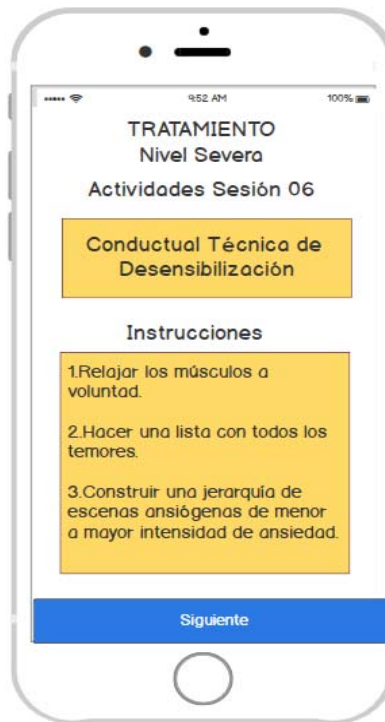 9:52 AM
100%
TRATAMIENTO
Nivel Severa
Actividades Sesión 06
Conductual Técnica de
Desensibilización
Instrucciones
1.Relajar los músculos a
voluntad.
2.Hacer una lista con todos los
temores.
3.Construir una jerarquía de
escenas ansiógenas de menor
a mayor intensidad de ansiedad.
Siguiente